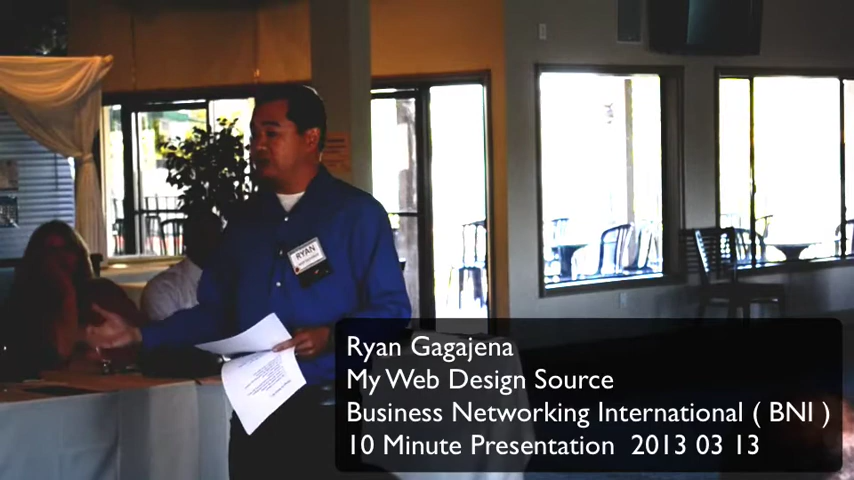 RYAN
Ryan Gagajena
My Web Design Source
Business Networking International ( BNI )
10 Minute Presentation 2013 03 13